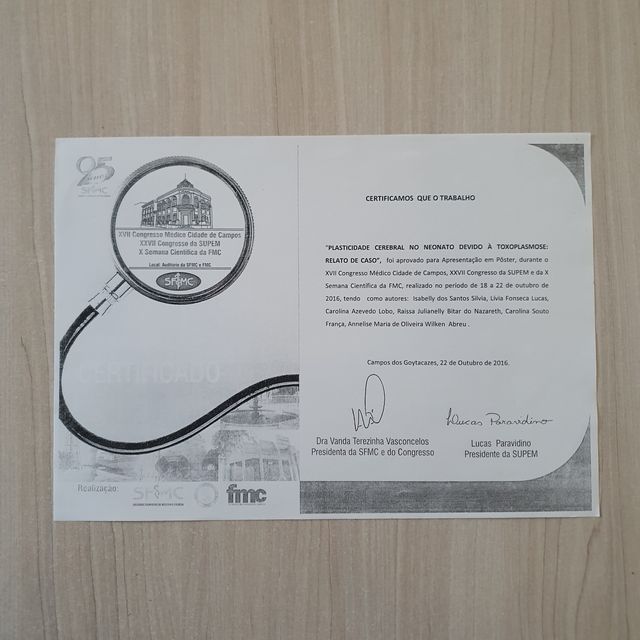 95
anos
SFMC
XVII Congresso Médico Cidade de Campos
XXVII Congresso da SUPEM
X Semana Científica da FMC
Local: Auditório da SFMC e FMC
SFMC
CERTIFICADO
Realização:
SFMC
fmc
CERTIFICAMOS QUE O TRABALHO
"PLASTICIDADE CEREBRAL NO NEONATO DEVIDO À TOXOPLASMOSE:
RELATO DE CASO", foi aprovado para Apresentação em Pôster, durante o
XVII Congresso Médico Cidade de Campos, XXVII Congresso da SUPEM e da X
Semana Científica da FMC, realizado no período de 18 a 22 de outubro de
2016, tendo como autores: Isabelly dos Santos Silvia, Livia Fonseca Lucas,
Carolina Azevedo Lobo, Raissa Julianelly Bitar do Nazareth, Carolina Souto
França, Annelise Maria de Oliveira Wilken Abreu .
Campos dos Goytacazes, 22 de Outubro de 2016.
Lucas Paravidino
Dra Vanda Terezinha Vasconcelos
Presidenta da SFMC e do Congresso
Lucas Paravidino
Presidente da SUPEM